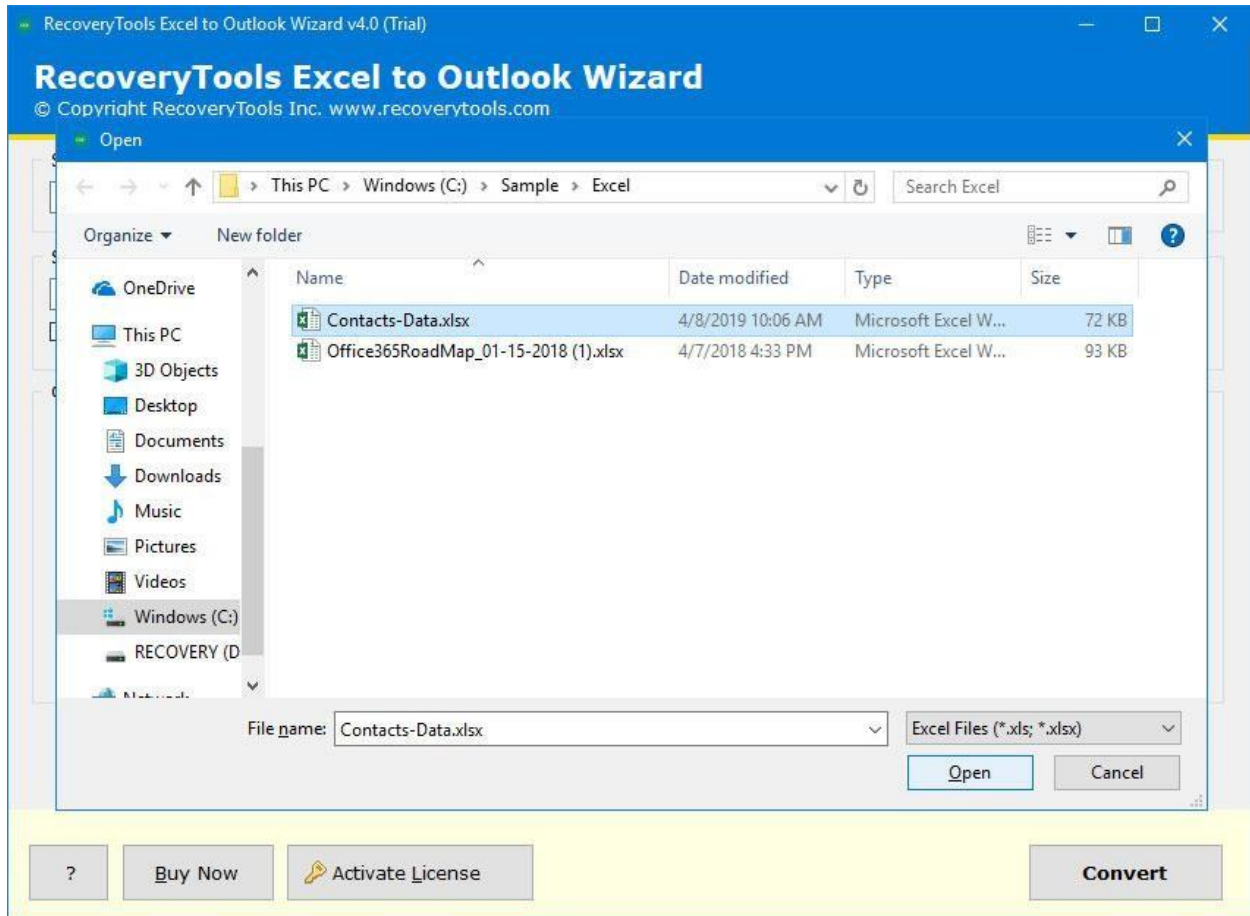 RecoveryTools Excel to Outlook Wizard v4.0 (Trial)
RecoveryTools Excel to Outlook Wizard
© Copyright RecoveryTools Inc. www.recoverytools.com
Open
This PC > Windows (C:) > Sample > Excel
Search Excel
Organize
New folder
?
Name
Date modified
Type
Size
Contacts-Data.xlsx 4/8/2019 10:06 AM Microsoft Excel W... 72 KB
Office365RoadMap_01-15-2018 (1).xlsx 4/7/2018 4:33 PM Microsoft Excel W... 93 KB
OneDrive
This PC
3D Objects
Desktop
Documents
Downloads
Music
Pictures
Videos
Windows (C:)
RECOVERY (D
File name: Contacts-Data.xlsx
Excel Files (*.xls; *.xlsx)
Open
Cancel
?
Buy Now
Activate License
Convert